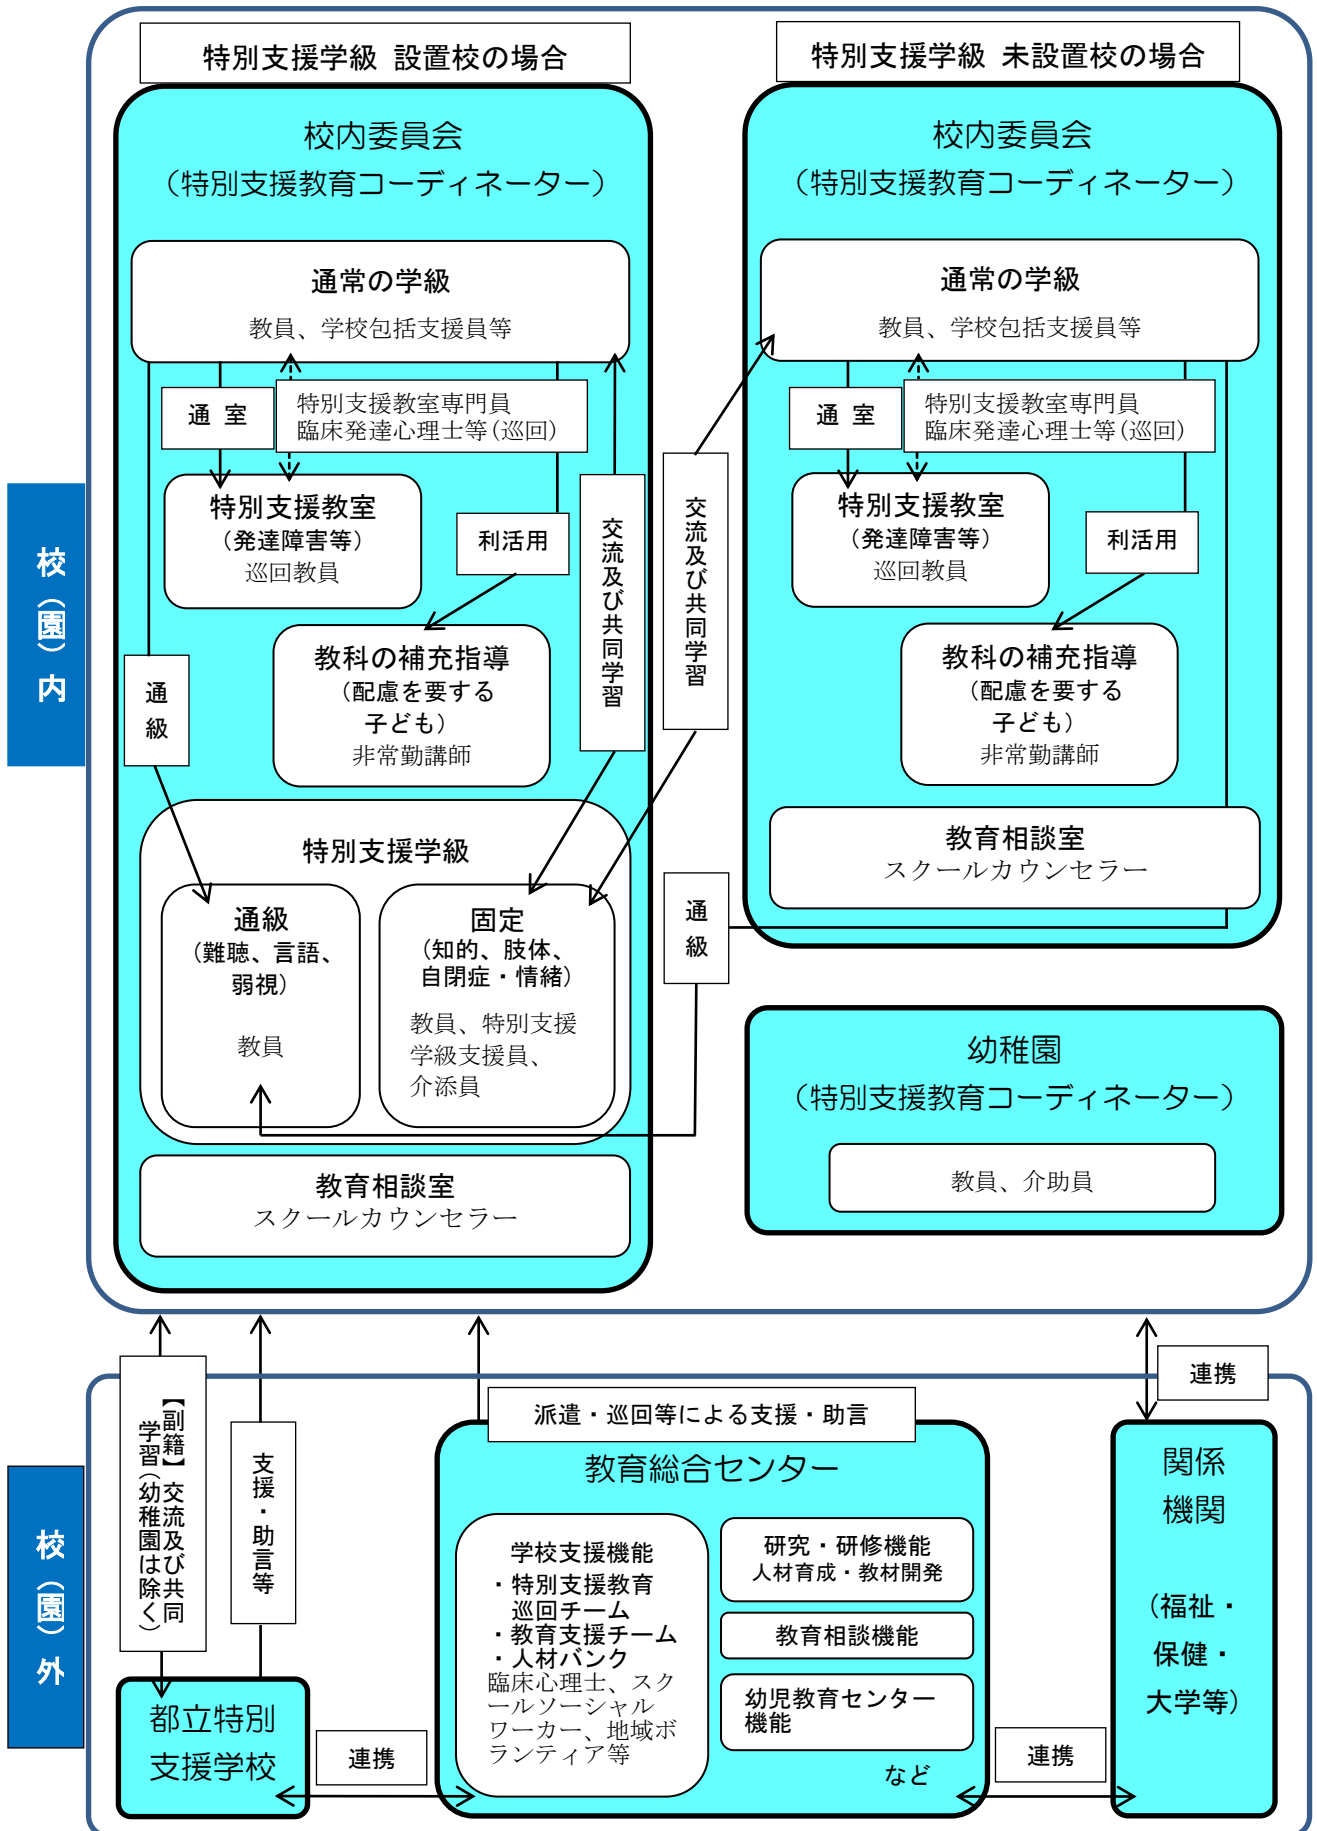 特別支援学級 設置校の場合
校内委員会
（特別支援教育コーディネーター）
通常の学級
教員、学校包括支援員等
通 室
特別支援教室専門員
臨床発達心理士等(巡回)
特別支援教室
（発達障害等）
巡回教員
利活用
交流及び共同学習
教科の補充指導
（配慮を要する
子ども）
非常勤講師
通級
特別支援学級
通級
（難聴、言語、
弱視）
教員
固定
（知的、肢体、
自閉症・情緒）
教員、特別支援
学級支援員、
介添員
教育相談室
スクールカウンセラー
交流及び共同学習
通級
特別支援学級 未設置校の場合
校内委員会
（特別支援教育コーディネーター）
通常の学級
教員、学校包括支援員等
通 室
特別支援教室専門員
臨床発達心理士等(巡回)
特別支援教室
（発達障害等）
巡回教員
利活用
教科の補充指導
（配慮を要する
子ども）
非常勤講師
教育相談室
スクールカウンセラー
幼稚園
（特別支援教育コーディネーター）
教員、介助員
校（園）内
校（園）外
【副籍】交流及び共同
学習（幼稚園は除く）
支援・助言等
都立特別
支援学校
連携
派遣・巡回等による支援・助言
教育総合センター
学校支援機能
・特別支援教育
巡回チーム
・教育支援チーム
・人材バンク
臨床心理士、スク
ールソーシャル
ワーカー、地域ボ
ランティア等
研究・研修機能
人材育成・教材開発
教育相談機能
幼児教育センター
機能
など
連携
連携
関係
機関
（福祉・
保健・
大学等）